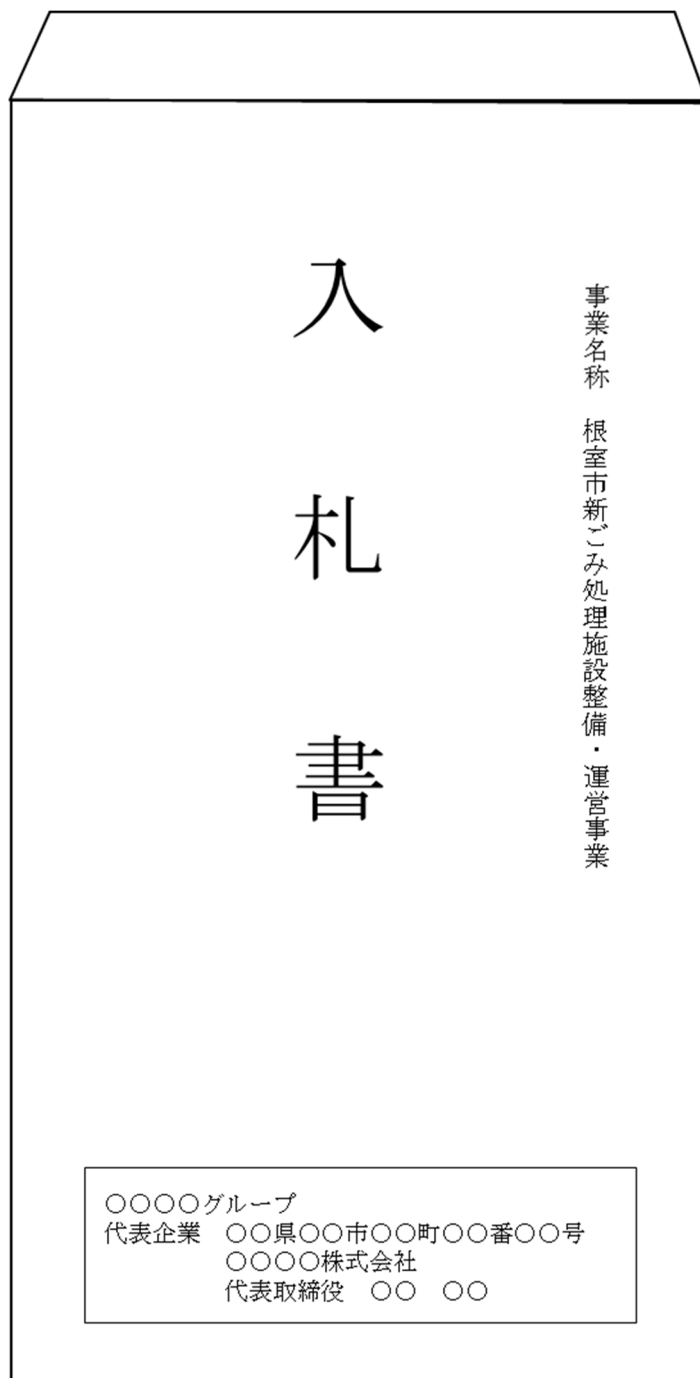 事業名称　根室市新ごみ処理施設整備・運営事業
入札書
○○○○グループ
代表企業　○○県○○市○○町○○番○○号
○○○○株式会社
代表取締役　○○　○○